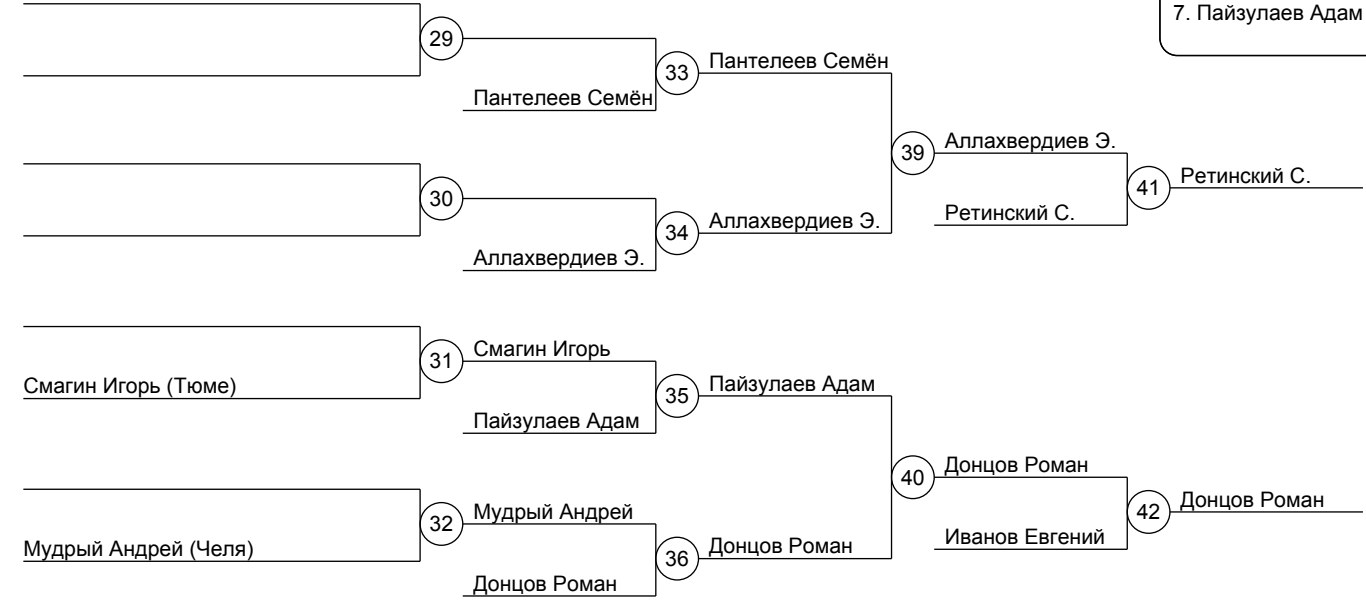 7. Пайзулаев Адам
29
33
Пантелеев Семён
Пантелеев Семён
39
Аллахвердиев Э.
41
Ретинский С.
30
34
Аллахвердиев Э.
Ретинский С.
Аллахвердиев Э.
31
Смагин Игорь
Смагин Игорь (Тюме)
35
Пайзулаев Адам
Пайзулаев Адам
40
Донцов Роман
42
Донцов Роман
32
Мудрый Андрей
Иванов Евгений
Мудрый Андрей (Челя)
36
Донцов Роман
Донцов Роман